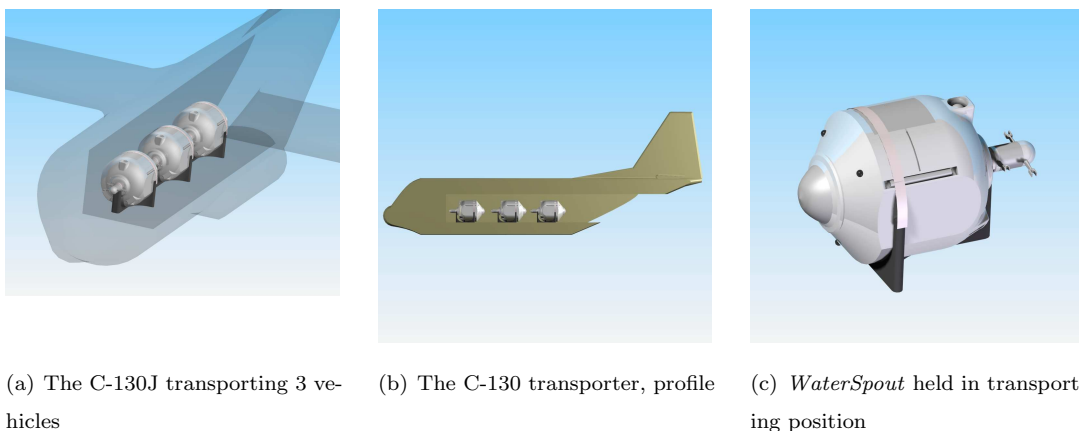 (a) The C-130J transporting 3 ve-
hicles
(b) The C-130 transporter, profile
(c) WaterSpout held in transport
ing position